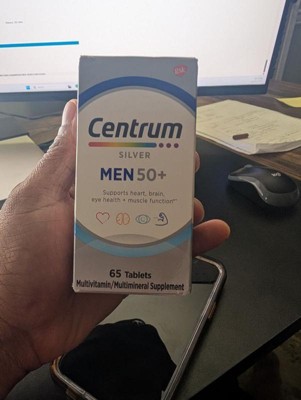 Centrum
SILVER
MEN 50+
Supports heart, brain,
eye health + muscle function*
65 Tablets
Multivitamin/Multimineral Supplement